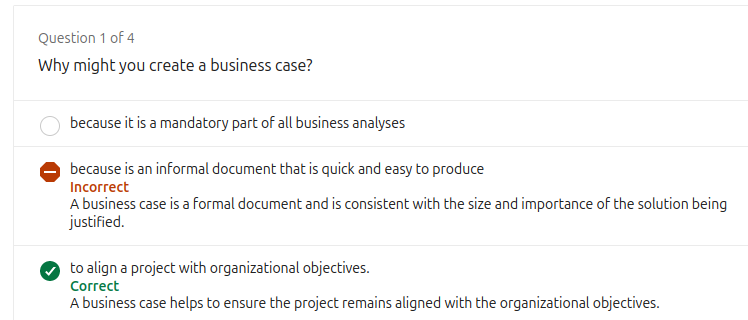 Question 1 of 4
Why might you create a business case?
because it is a mandatory part of all business analyses
because is an informal document that is quick and easy to produce
Incorrect
A business case is a formal document and is consistent with the size and importance of the solution being
justified.
to align a project with organizational objectives.
Correct
A business case helps to ensure the project remains aligned with the organizational objectives.